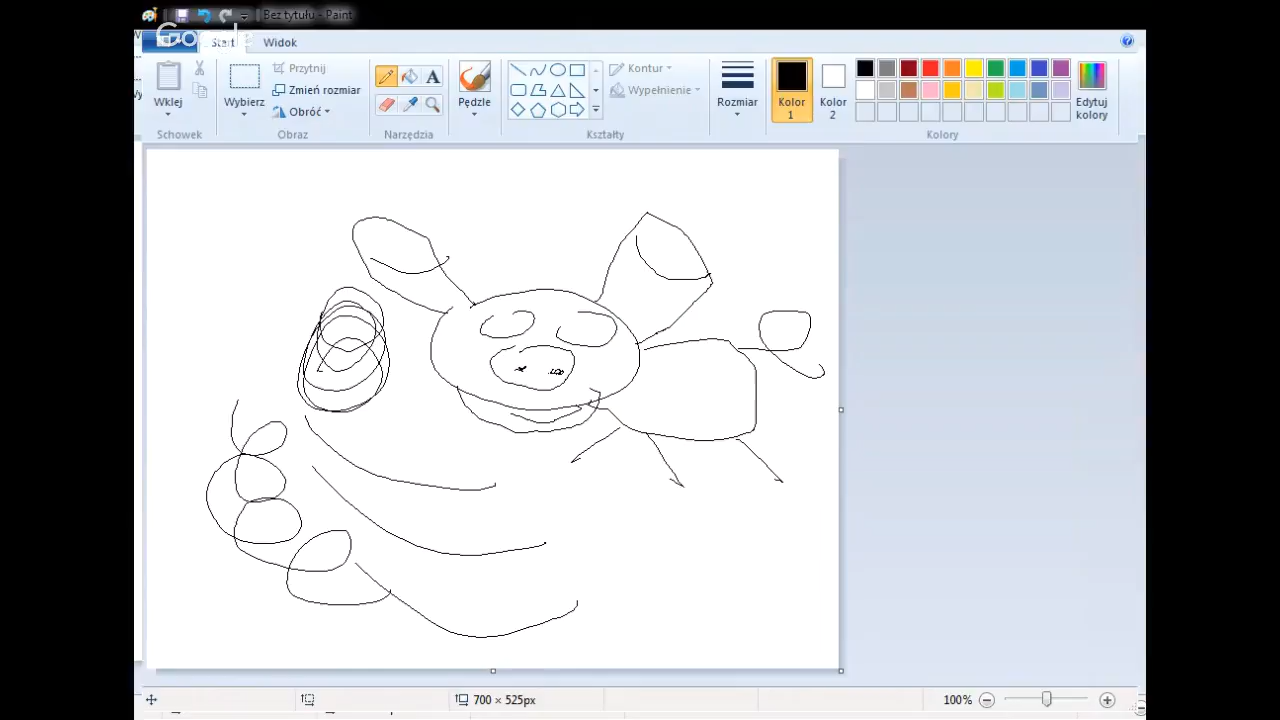 Bez tytułu - Paint
Google
Start
Widok
Wklej
Schowek
Wybierz
Przytnij
Zmień rozmiar
Obróć
Obraz
A
Narzędzia
Pędzle
Kontur
Wypełnienie
Kształty
Rozmiar
Kolor
1
Kolor
2
Edytuj
kolory
Kolory
700 × 525px
100%